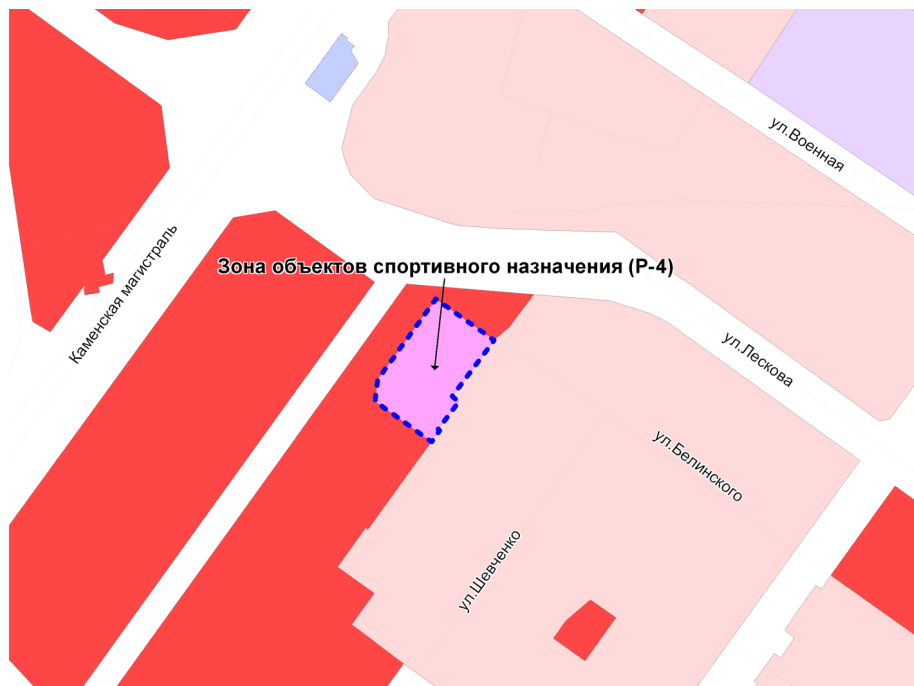 ул.Военная
Каменская магистраль
Зона объектов спортивного назначения (Р-4)
ул.Лескова
ул.Белинского
ул.Шевченко